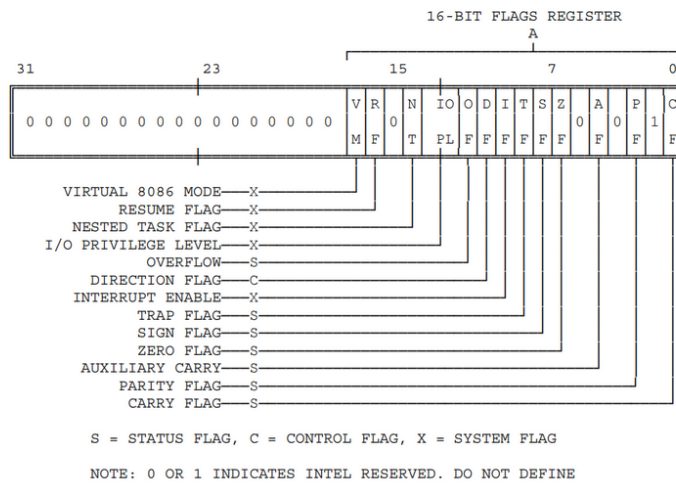 16-BIT FLAGS REGISTER
A
31 23 15 7 0
V R N IO O D I T S Z A P C
0 0 0 0 0 0 0 0 0 0 0 0 0 0 0 0 0 0 0 1
M F T PL F F F F F F F F F
VIRTUAL 8086 MODE X
RESUME FLAG X
NESTED TASK FLAG X
I/O PRIVILEGE LEVEL X
OVERFLOW S
DIRECTION FLAG C
INTERRUPT ENABLE X
TRAP FLAG S
SIGN FLAG S
ZERO FLAG S
AUXILIARY CARRY S
PARITY FLAG S
CARRY FLAG S
S = STATUS FLAG, C = CONTROL FLAG, X = SYSTEM FLAG
NOTE: 0 OR 1 INDICATES INTEL RESERVED. DO NOT DEFINE